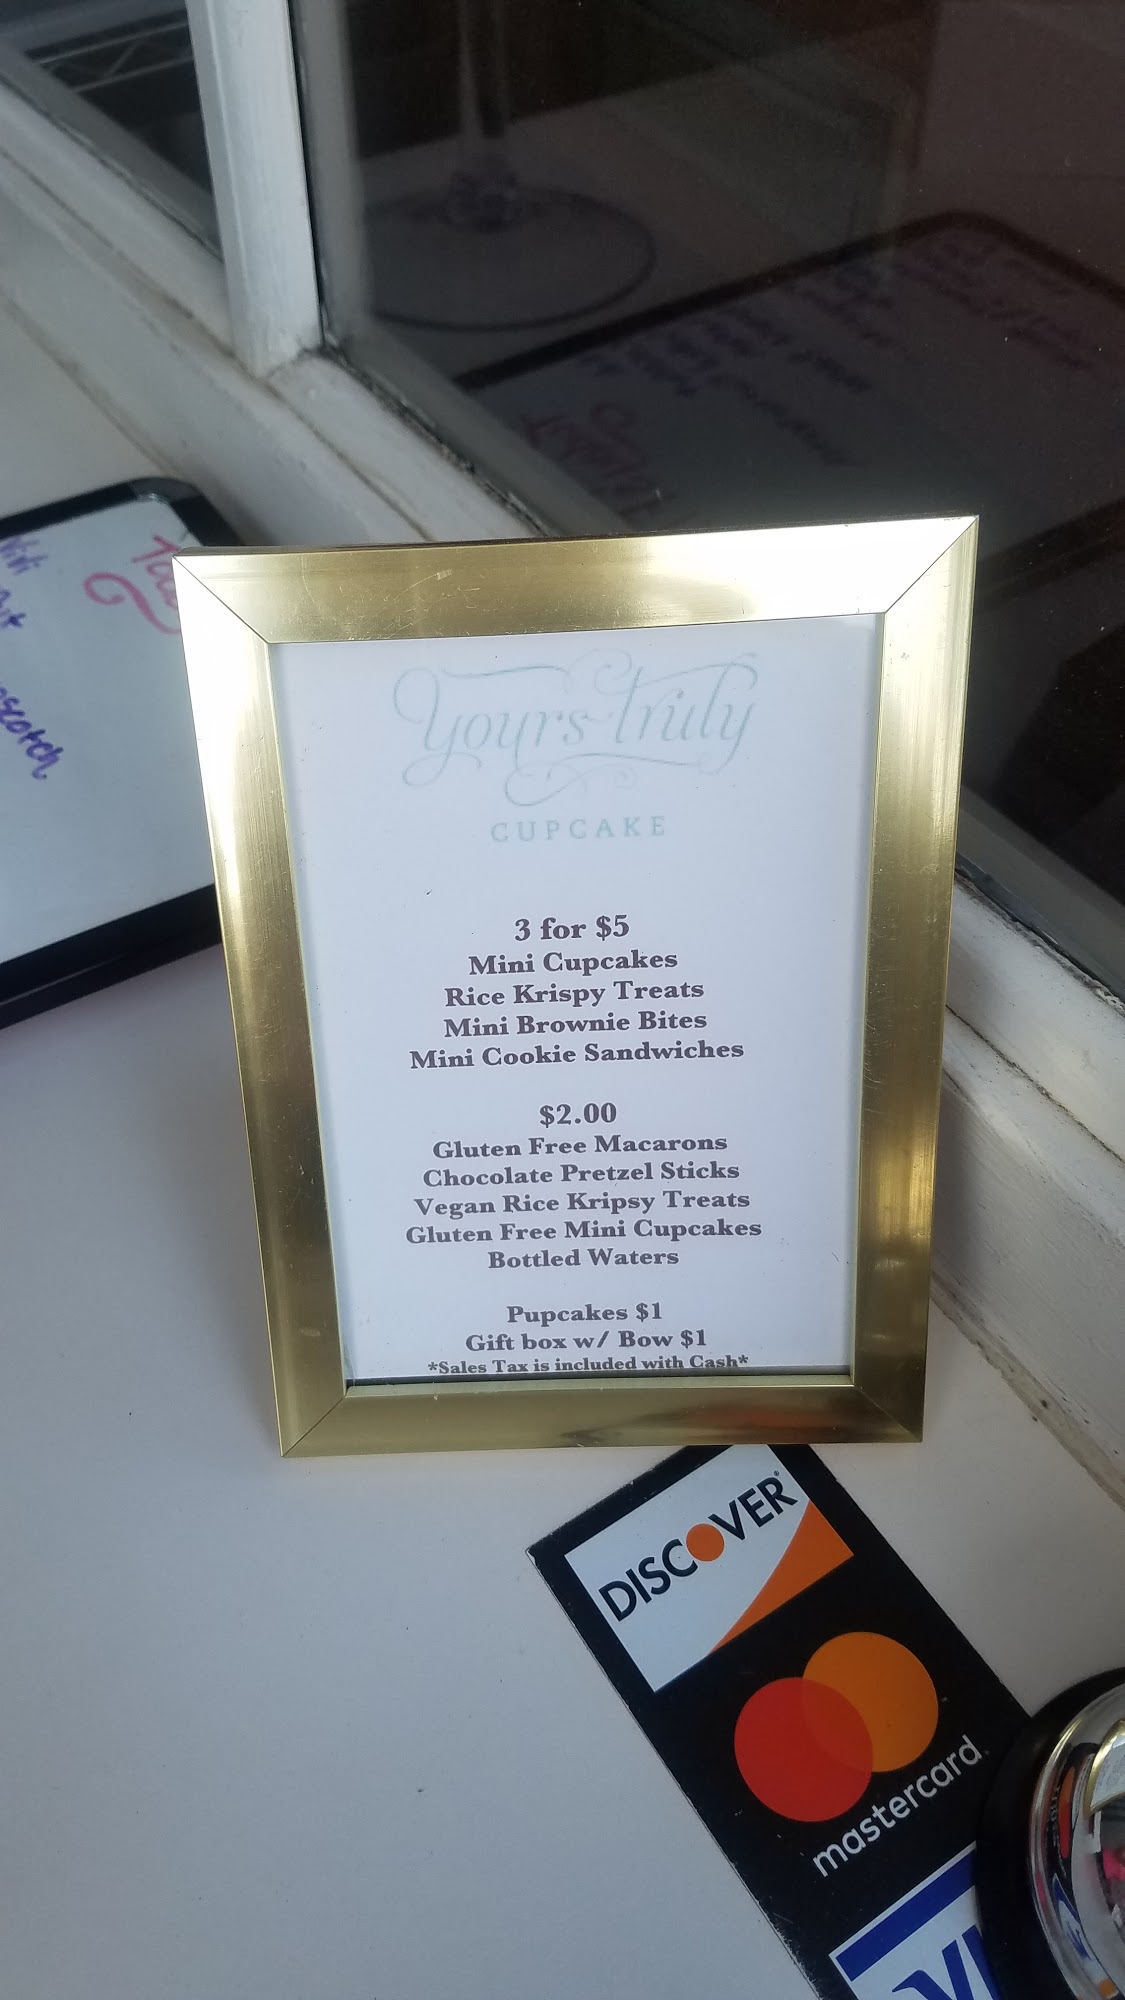 Yours Truly
CUPCAKE
3 for $5
Mini Cupcakes
Rice Krispy Treats
Mini Brownie Bites
Mini Cookie Sandwiches
$2.00
Gluten Free Macarons
Chocolate Pretzel Sticks
Vegan Rice Kripsy Treats
Gluten Free Mini Cupcakes
Bottled Waters
Pupcakes $1
Gift box w/ Bow $1
*Sales Tax is included with Cash*
DISCOVER
mastercard